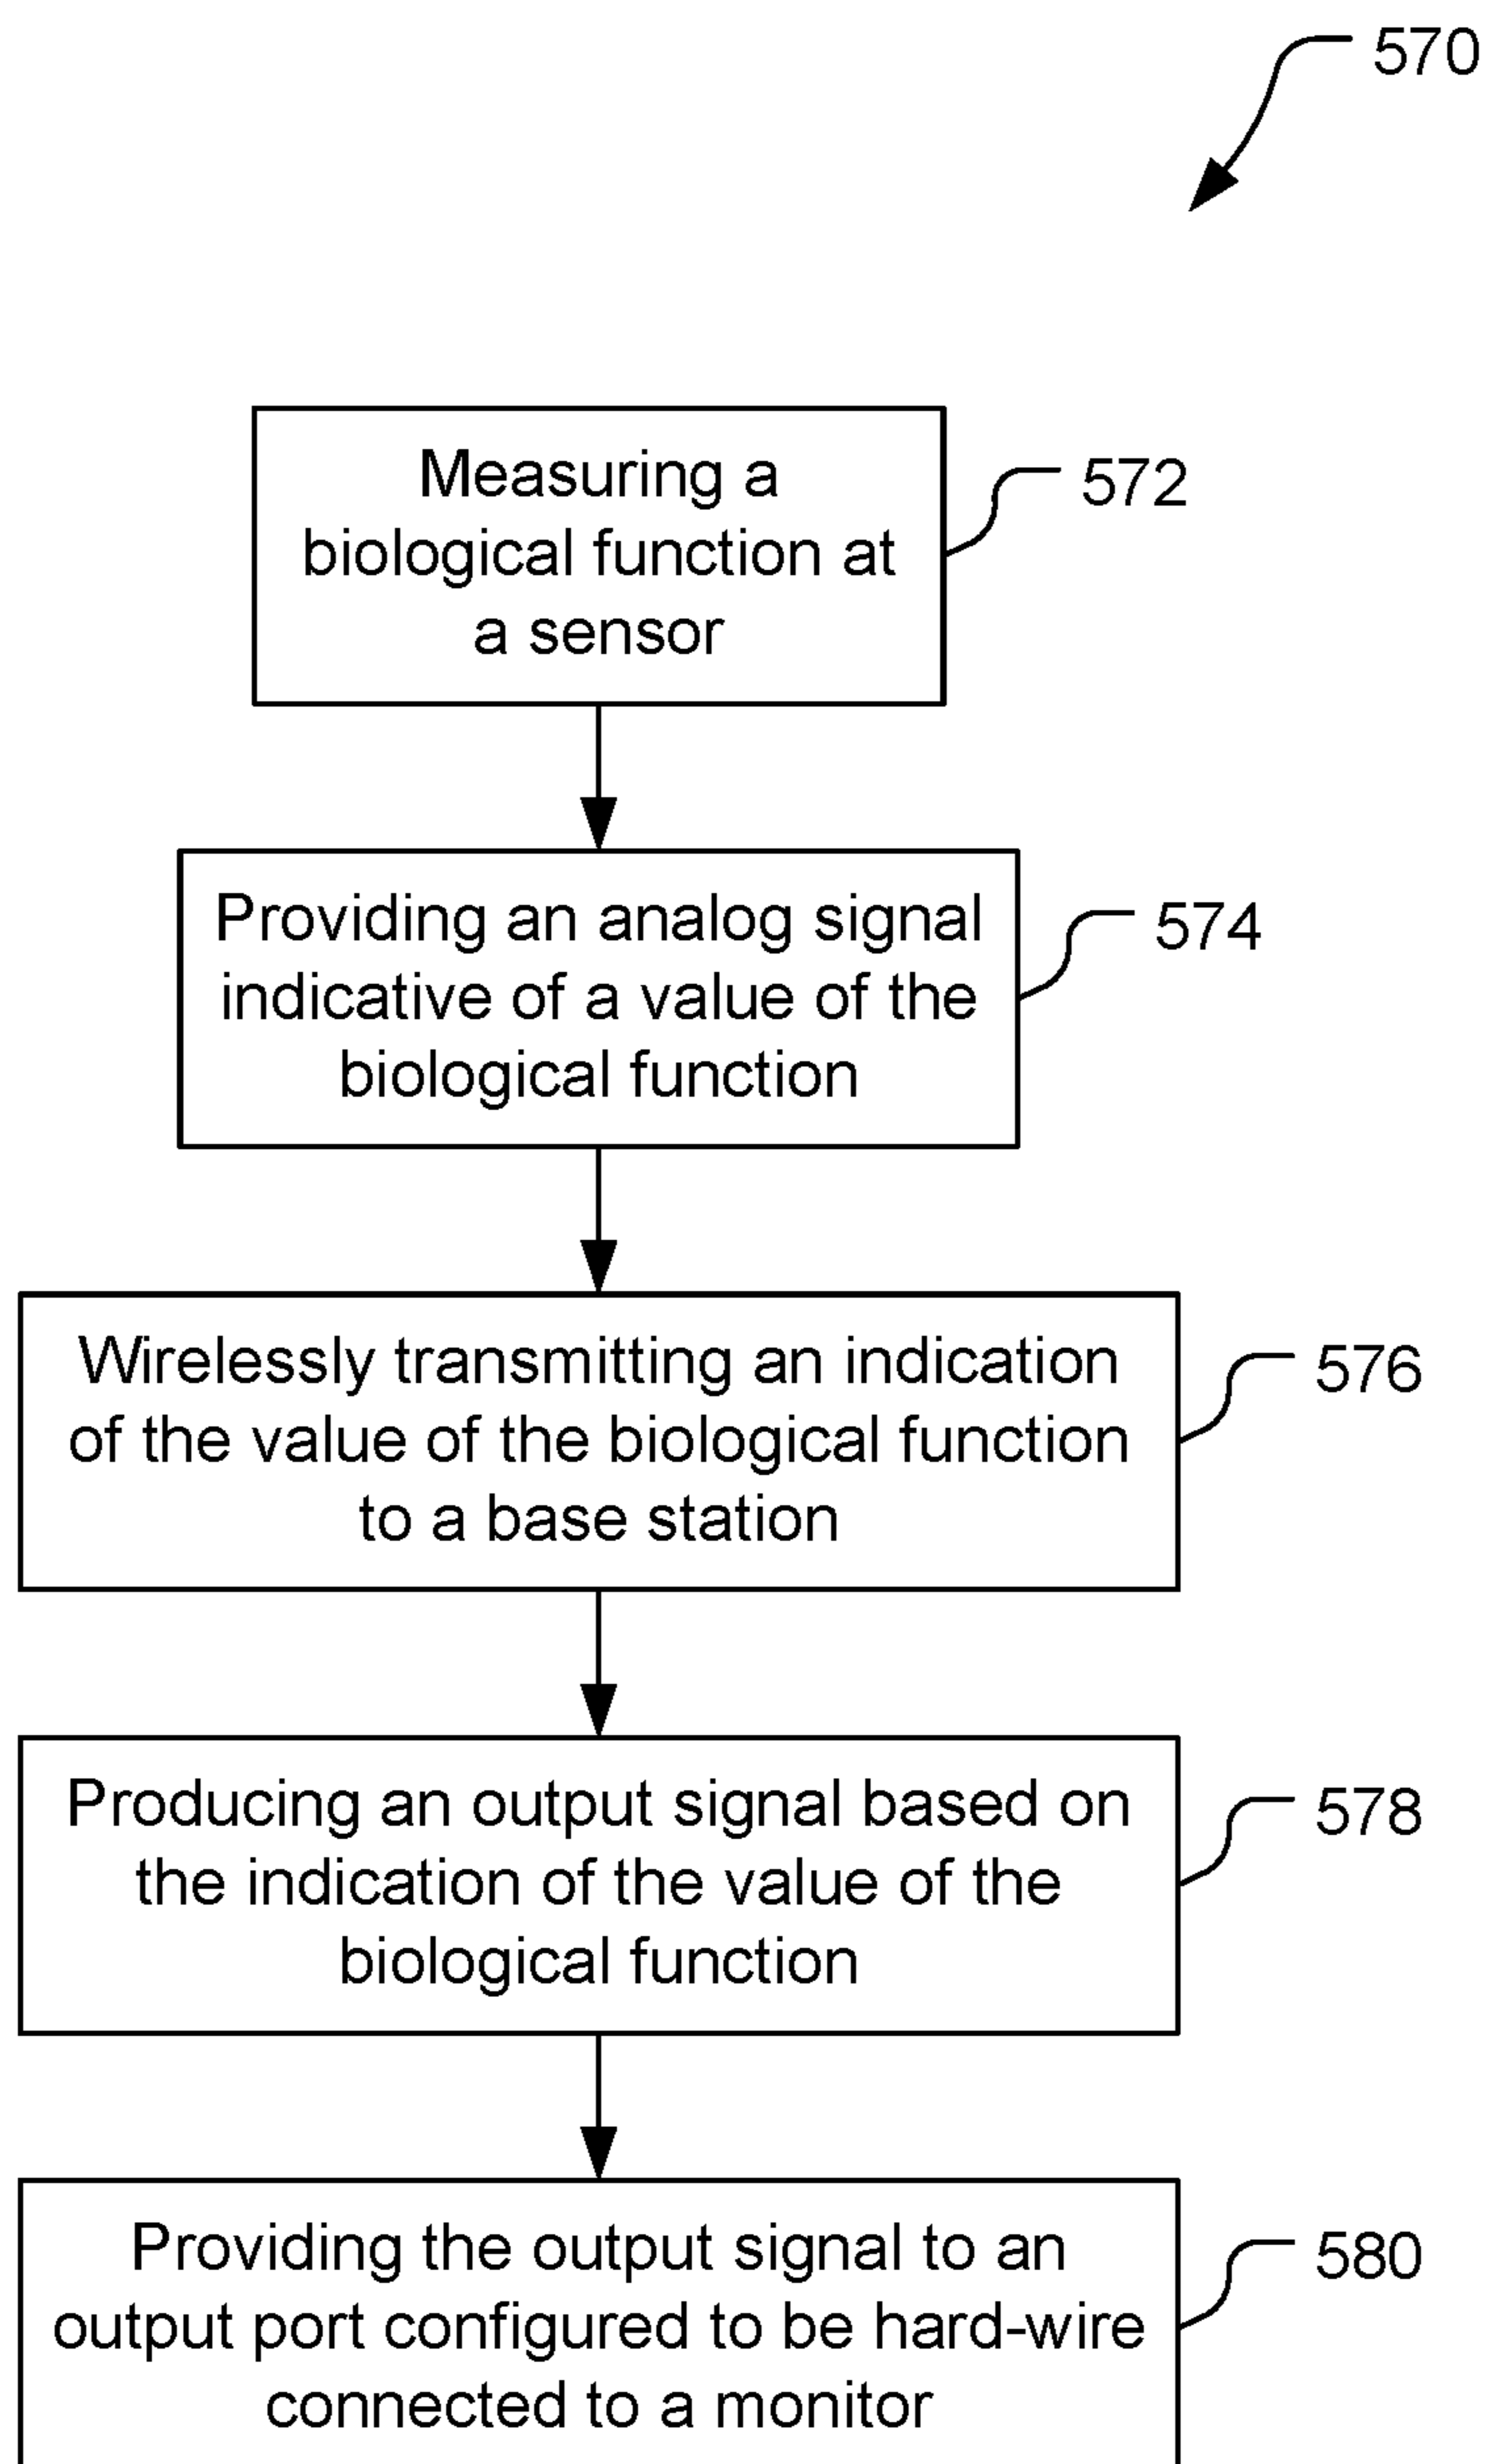 570
Measuring a
biological function at
a sensor
572
Providing an analog signal
indicative of a value of the
biological function
574
Wirelessly transmitting an indication
of the value of the biological function
to a base station
576
Producing an output signal based on
the indication of the value of the
biological function
578
Providing the output signal to an
output port configured to be hard-wire
connected to a monitor
580